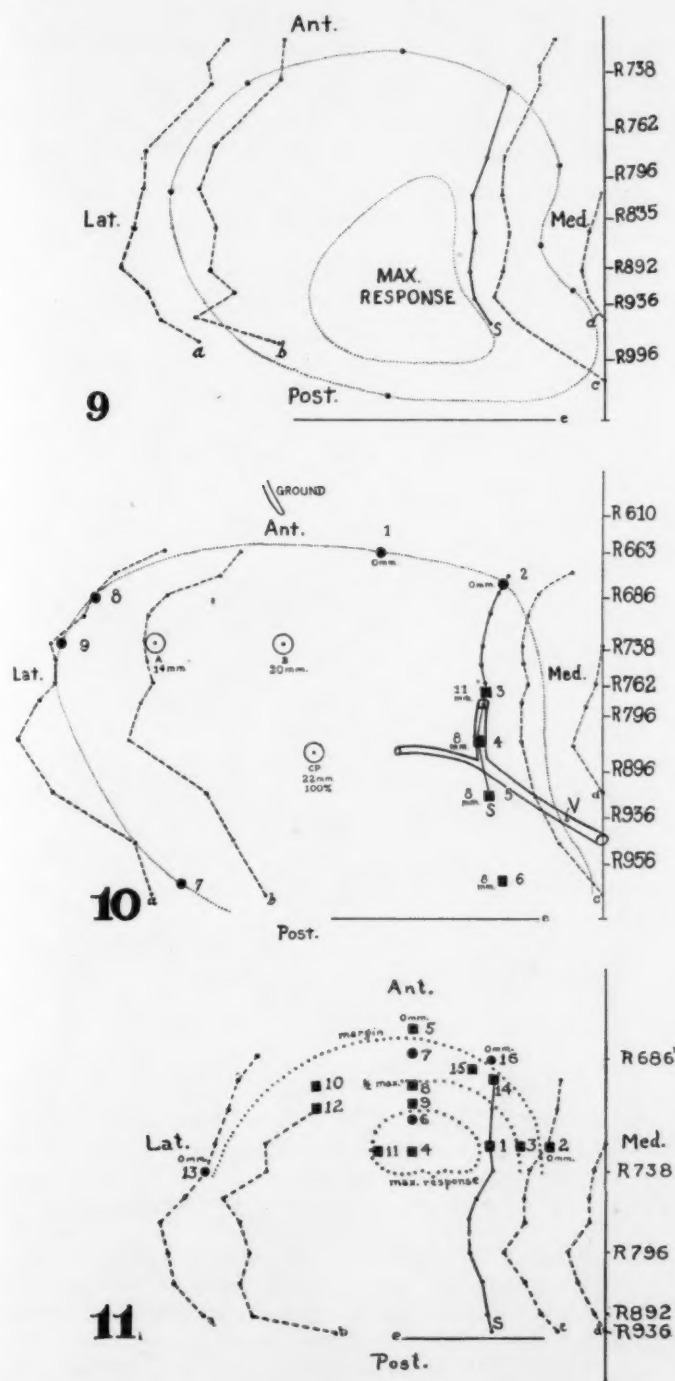 Ant.
R738
R762
R796
Lat.
Med.
R835
MAX.
RESPONSE
R892
R936
S
d
R996
a
b
c
Post.
9
e
GROUND
R610
Ant.
1
R663
0mm.
2
0mm.
R686
8
9
A
14mm.
B
20mm.
R738
Lat.
Med.
11
mm.
3
R762
R796
8
mm.
4
CP
22mm
100%
R896
8
mm.
5
S
d
V
R936
R956
8
mm.
6
7
a
b
c
10
e
Post.
Ant.
0mm.
5
margin
7
0mm.
16
R686
15
14
10
½ max.
8
12
9
6
Lat.
Med.
0mm.
13
11
4
1
3
2
0mm.
R738
max. response
R796
R892
a
b
e
S
c
d
R936
11
Post.